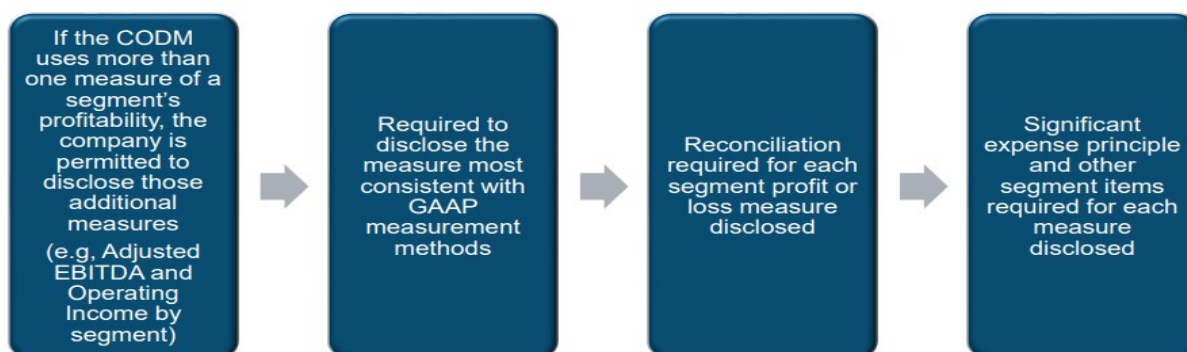 If the CODM
uses more than
one measure of a
segment's
profitability, the
company is
permitted to
disclose those
additional
measures
(e.g, Adjusted
EBITDA and
Operating
Income by
segment)
Required to
disclose the
measure most
consistent with
GAAP
measurement
methods
Reconciliation
required for each
segment profit or
loss measure
disclosed
Significant
expense principle
and other
segment items
required for each
measure
disclosed